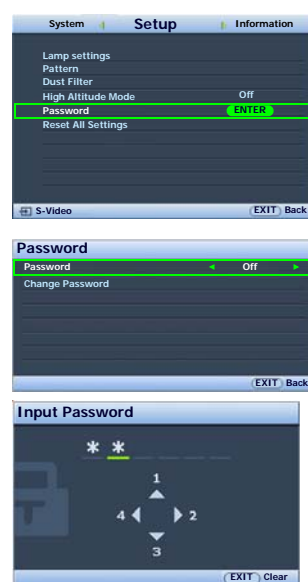 System Setup Information
Lamp settings
Pattern
Dust Filter
High Altitude Mode Off
Password ENTER
Reset All Settings
S-Video EXIT Back
Password
Password Off
Change Password
EXIT Back
Input Password
* *
1
4 2
3
EXIT Clear